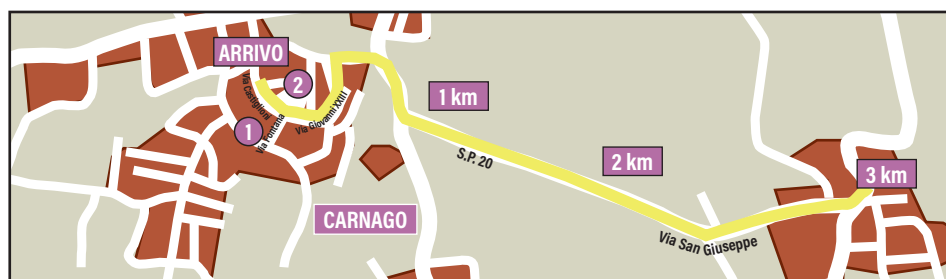 ARRIVO
2
Via Castiglioni
Via Giovanni XXIII
1
Via Fontana
1 km
S.P. 20
2 km
3 km
CARNAGO
Via San Giuseppe